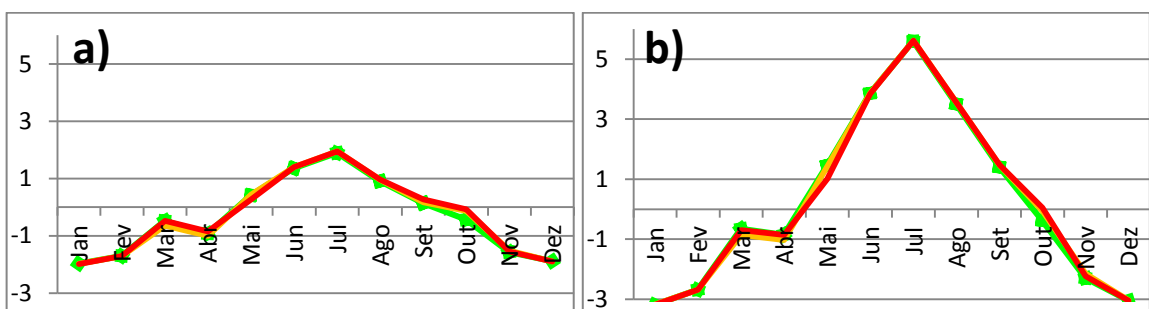 a)
5
3
1
-1
-3
Jan
Fev
Mar
Abr
Mai
Jun
Jul
Ago
Set
Out
Nov
Dez
b)
5
3
1
-1
-3
Jan
Fev
Mar
Abr
Mai
Jun
Jul
Ago
Set
Out
Nov
Dez